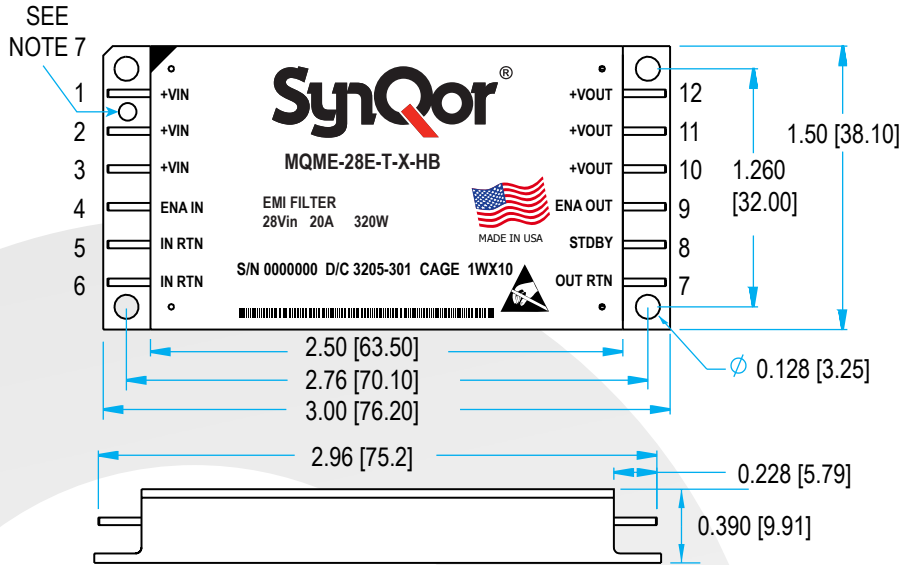 SEE
NOTE 7
SynQor®
MQME-28E-T-X-HB
EMI FILTER
28Vin 20A 320W
MADE IN USA
S/N 0000000 D/C 3205-301 CAGE 1WX10
1 +VIN
2 +VIN
3 +VIN
4 ENA IN
5 IN RTN
6 IN RTN
+VOUT 12
+VOUT 11
+VOUT 10
ENA OUT 9
STDBY 8
OUT RTN 7
1.50 [38.10]
1.260
[32.00]
2.50 [63.50]
2.76 [70.10]
3.00 [76.20]
∅ 0.128 [3.25]
2.96 [75.2]
0.228 [5.79]
0.390 [9.91]